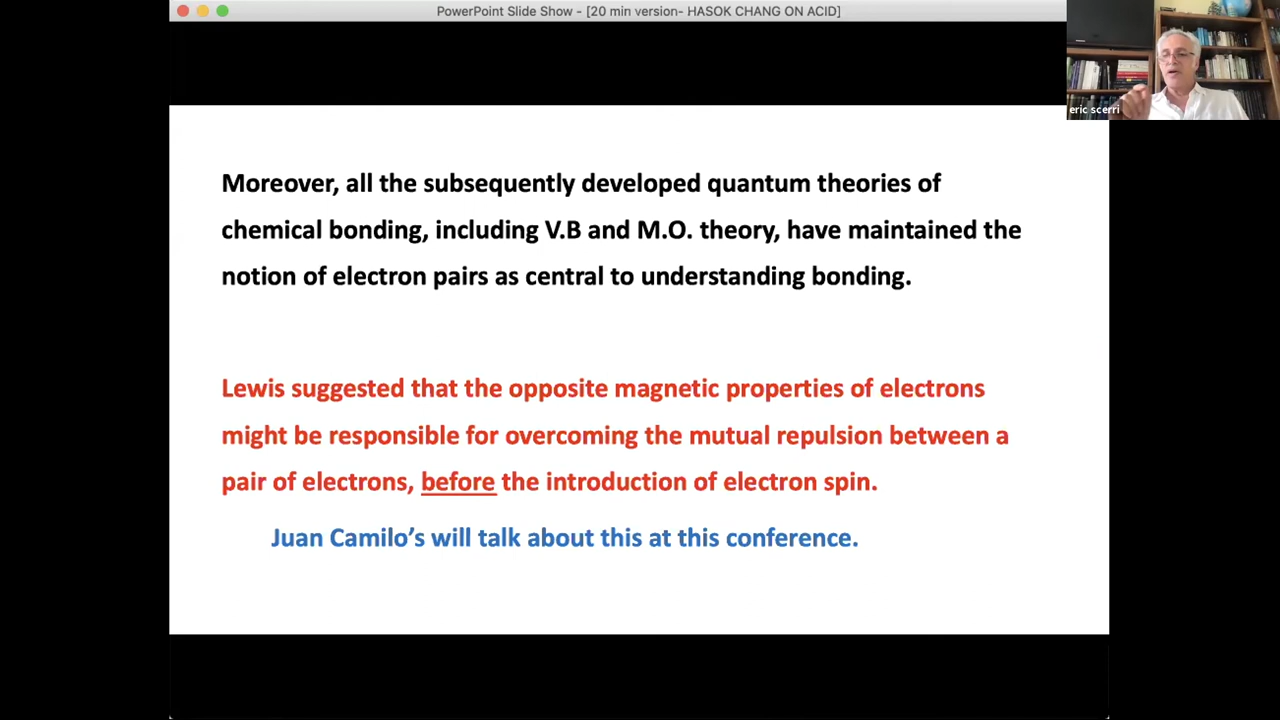 PowerPoint Slide Show - [20 min version- HASOK CHANG ON ACID]
eric scerri
Moreover, all the subsequently developed quantum theories of
chemical bonding, including V.B and M.O. theory, have maintained the
notion of electron pairs as central to understanding bonding.
Lewis suggested that the opposite magnetic properties of electrons
might be responsible for overcoming the mutual repulsion between a
pair of electrons, before the introduction of electron spin.
Juan Camilo’s will talk about this at this conference.